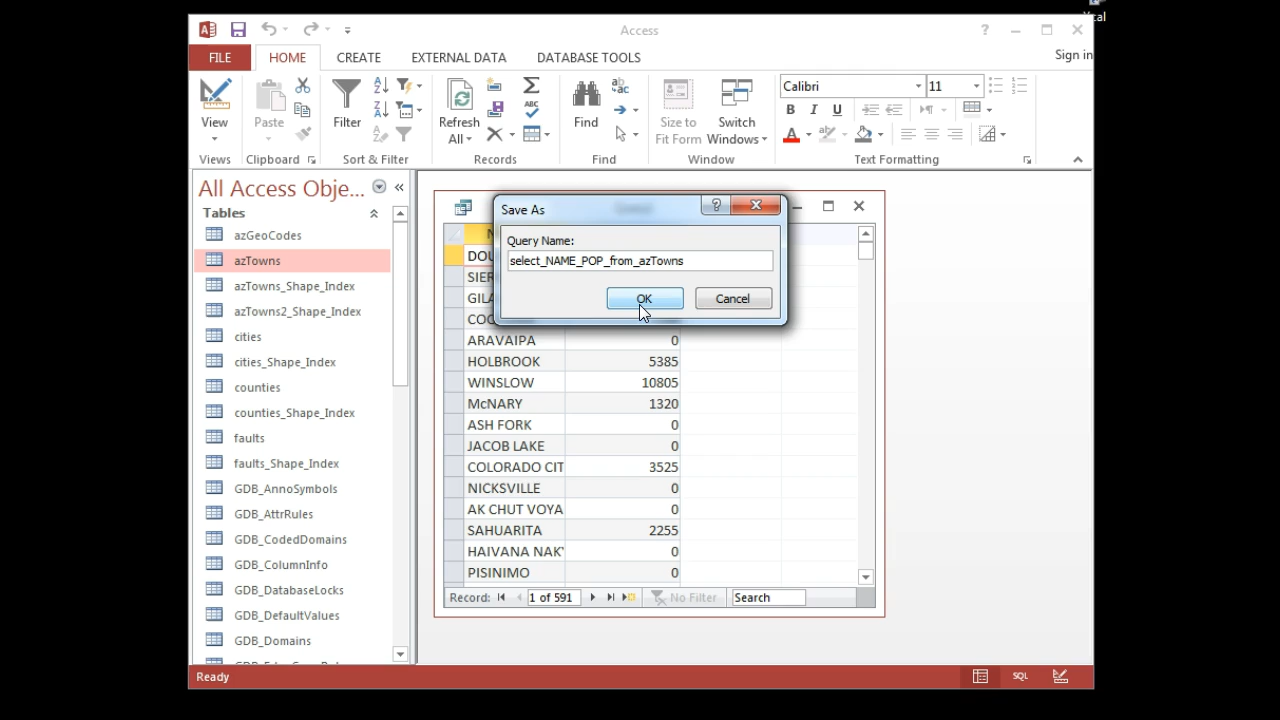 Xcal
Access
FILE HOME CREATE EXTERNAL DATA DATABASE TOOLS Sign in
View Paste Filter Refresh All Find Size to Fit Form Switch Windows Calibri 11
B I U
A
Views Clipboard Sort & Filter Records Find Window Text Formatting
All Access Obje...
Tables
azGeoCodes
azTowns
azTowns_Shape_Index
azTowns2_Shape_Index
cities
cities_Shape_Index
counties
counties_Shape_Index
faults
faults_Shape_Index
GDB_AnnoSymbols
GDB_AttrRules
GDB_CodedDomains
GDB_ColumnInfo
GDB_DatabaseLocks
GDB_DefaultValues
GDB_Domains
Save As
Query Name:
select_NAME_POP_from_azTowns
OK Cancel
N
DOU
SIER
GILA
COO
ARAVAIPA 0
HOLBROOK 5385
WINSLOW 10805
McNARY 1320
ASH FORK 0
JACOB LAKE 0
COLORADO CIT 3525
NICKSVILLE 0
AK CHUT VOYA 0
SAHUARITA 2255
HAIVANA NAK 0
PISINIMO 0
Record: 1 of 591 No Filter Search
Ready SQL